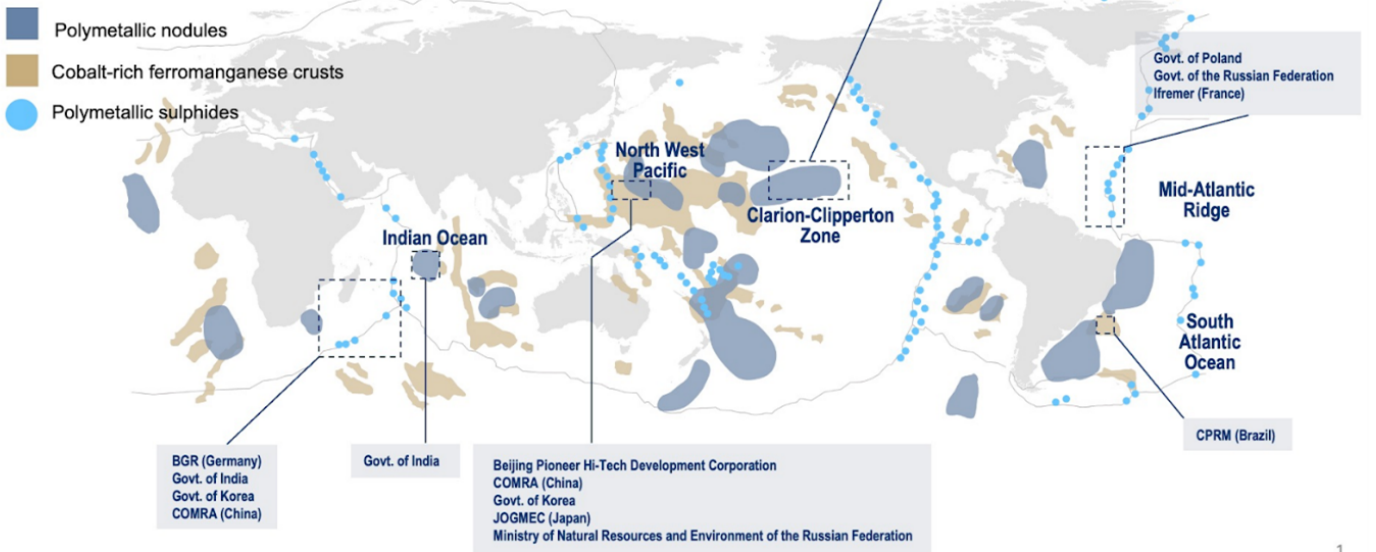 Polymetallic nodules
Cobalt-rich ferromanganese crusts
Polymetallic sulphides
Govt. of Poland
Govt. of the Russian Federation
Ifremer (France)
North West
Pacific
Clarion-Clipperton
Zone
Mid-Atlantic
Ridge
Indian Ocean
South
Atlantic
Ocean
CPRM (Brazil)
BGR (Germany)
Govt. of India
Govt. of Korea
COMRA (China)
Govt. of India
Beijing Pioneer Hi-Tech Development Corporation
COMRA (China)
Govt. of Korea
JOGMEC (Japan)
Ministry of Natural Resources and Environment of the Russian Federation